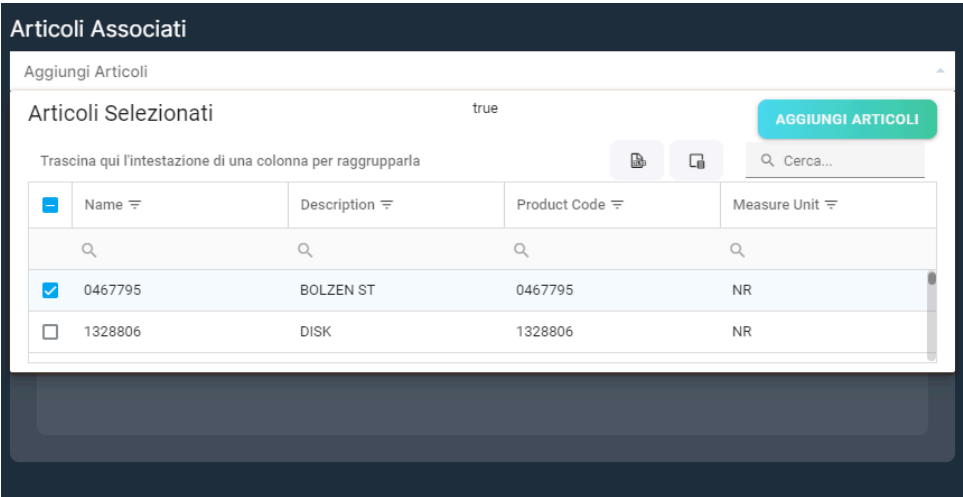 Articoli Associati
Aggiungi Articoli
Articoli Selezionati true AGGIUNGI ARTICOLI
Trascina qui l'intestazione di una colonna per raggrupparla Cerca...
Name Description Product Code Measure Unit
0467795 BOLZEN ST 0467795 NR
1328806 DISK 1328806 NR